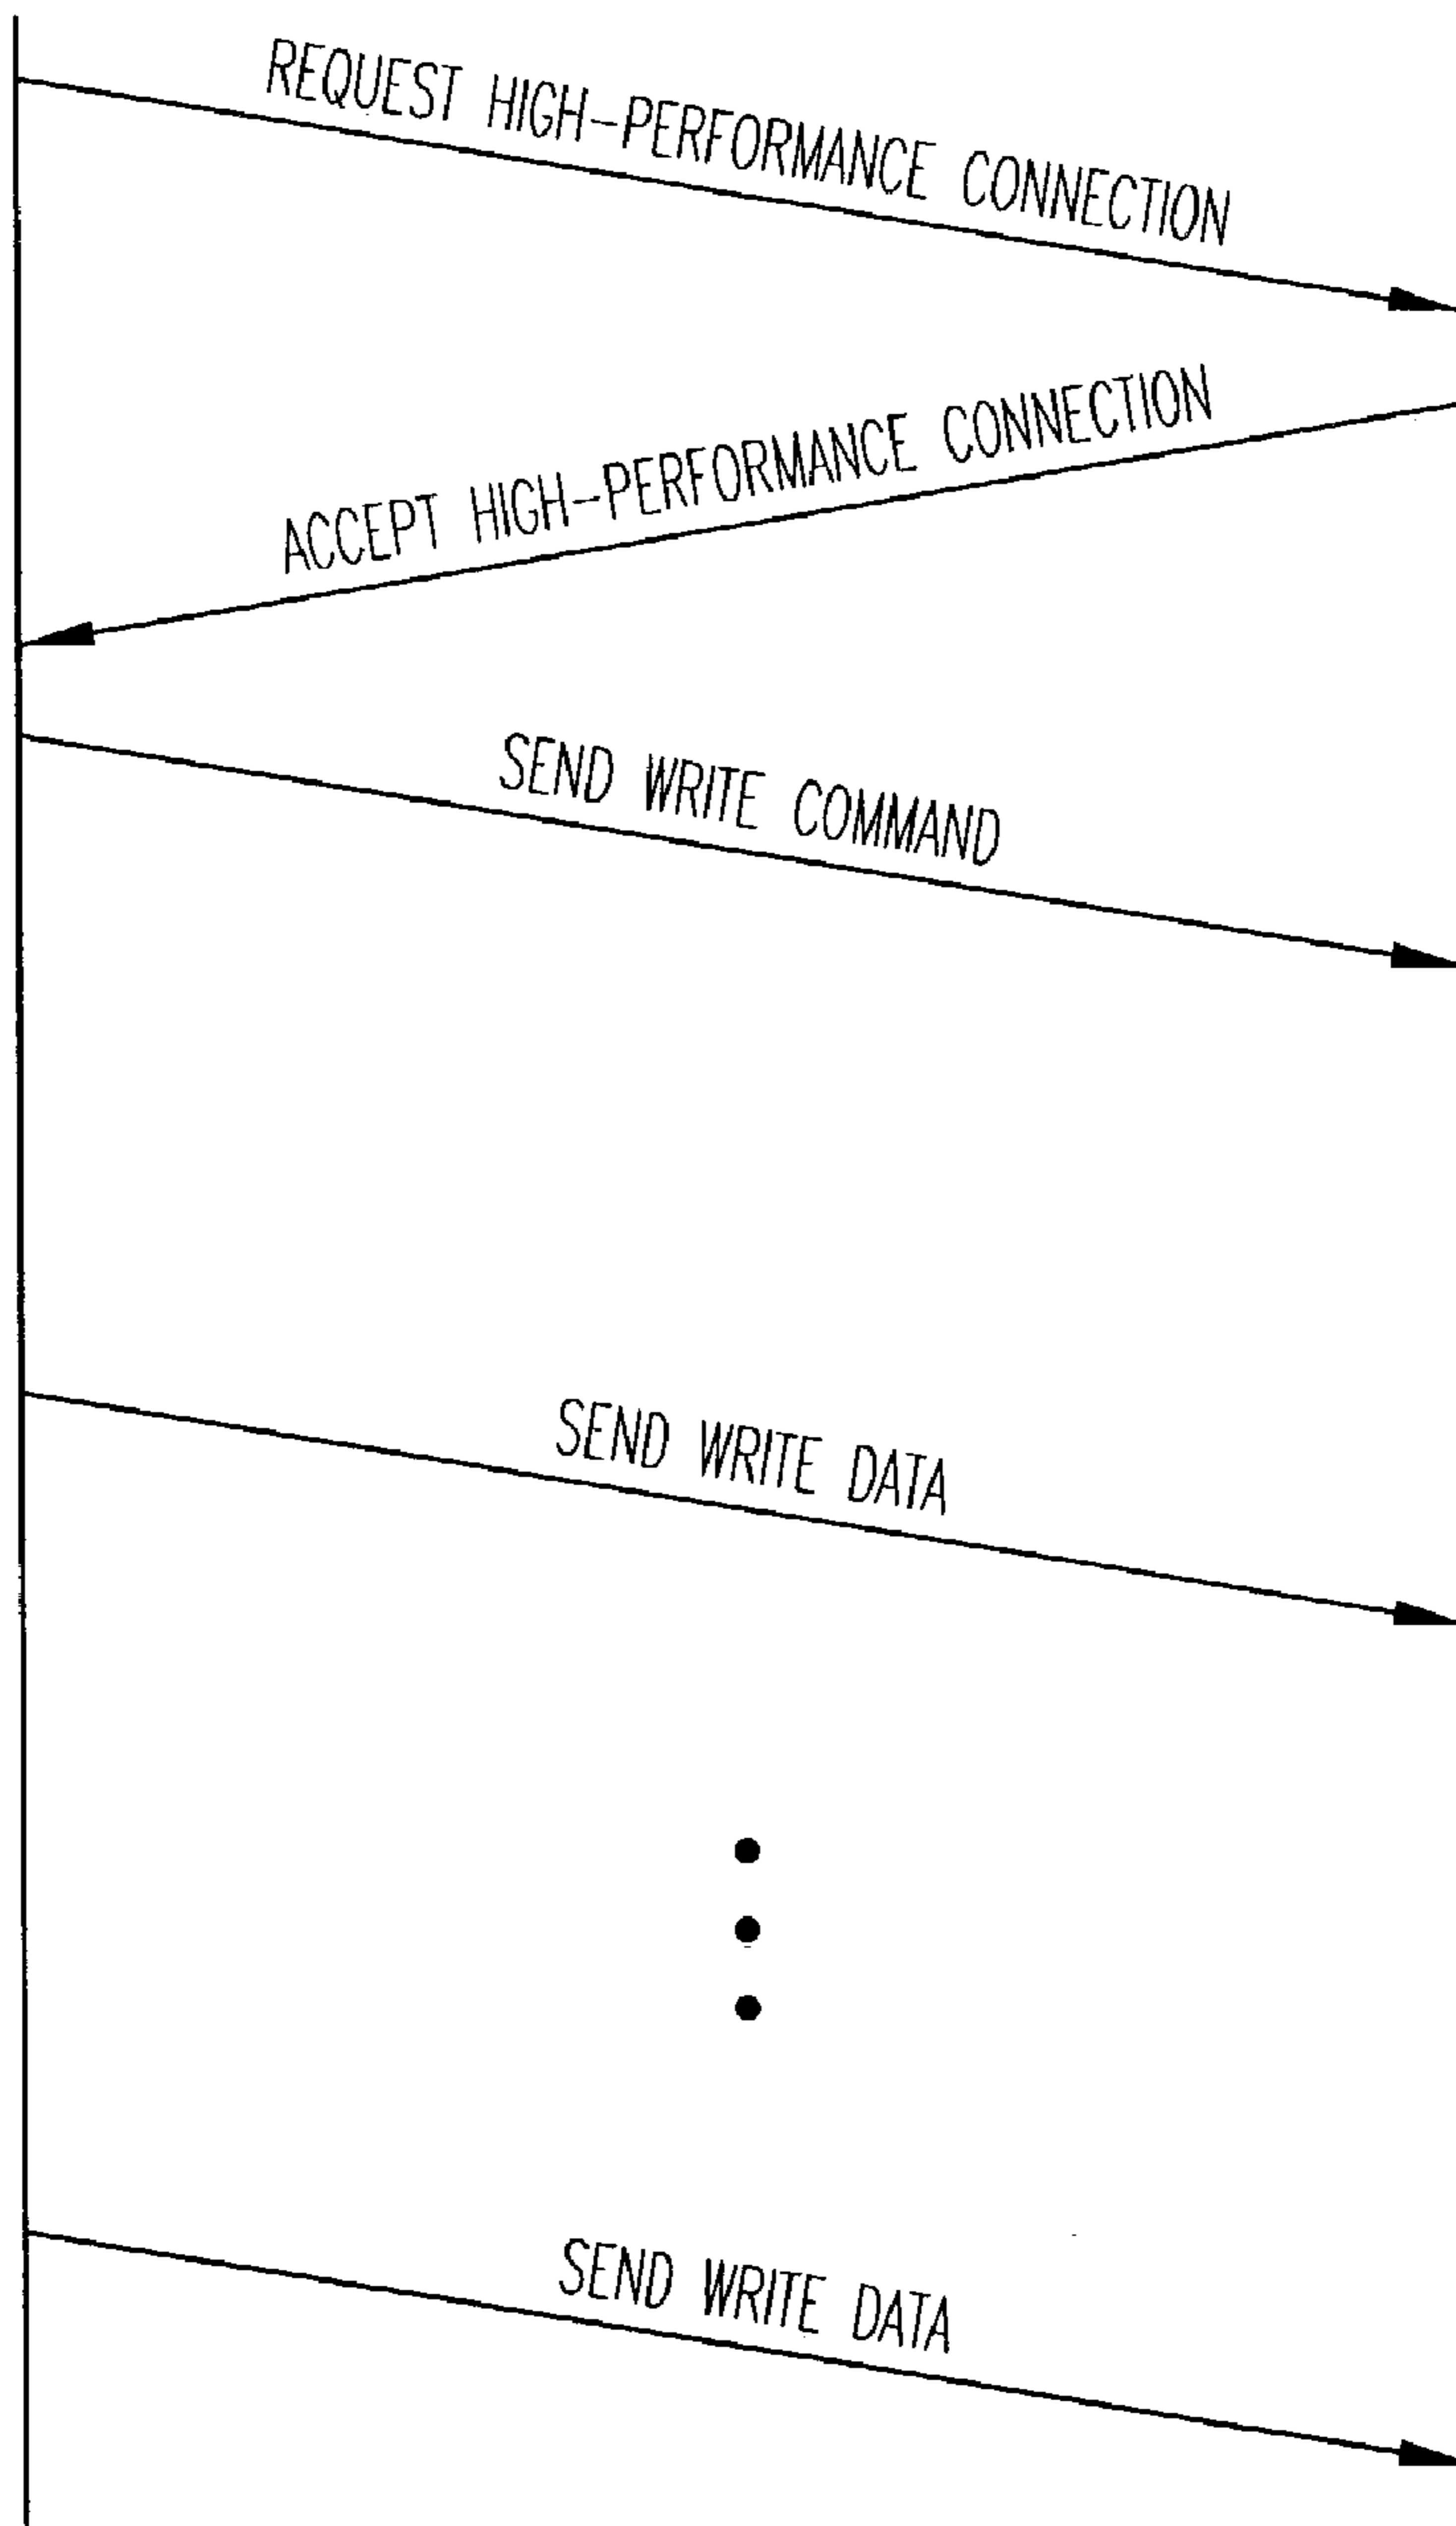 REQUEST HIGH-PERFORMANCE CONNECTION
ACCEPT HIGH-PERFORMANCE CONNECTION
SEND WRITE COMMAND
SEND WRITE DATA
SEND WRITE DATA